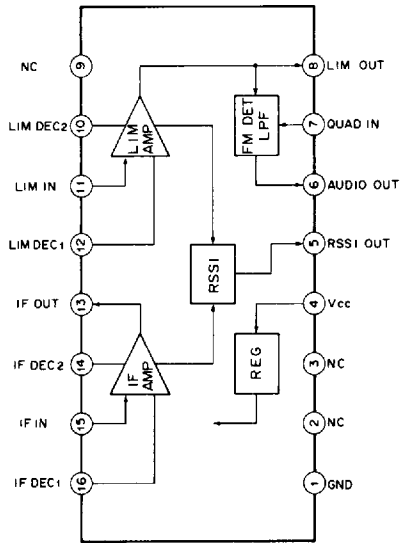 NC 9 8 LIM OUT
LIM DEC2 10 7 QUAD IN
LIM AMP
FM DET LPF
LIM IN 11 6 AUDIO OUT
LIM DEC1 12 5 RSSI OUT
RSSI
IF OUT 13 4 Vcc
IF DEC2 14 3 NC
IF AMP
REG
IF IN 15 2 NC
IF DEC1 16 1 GND